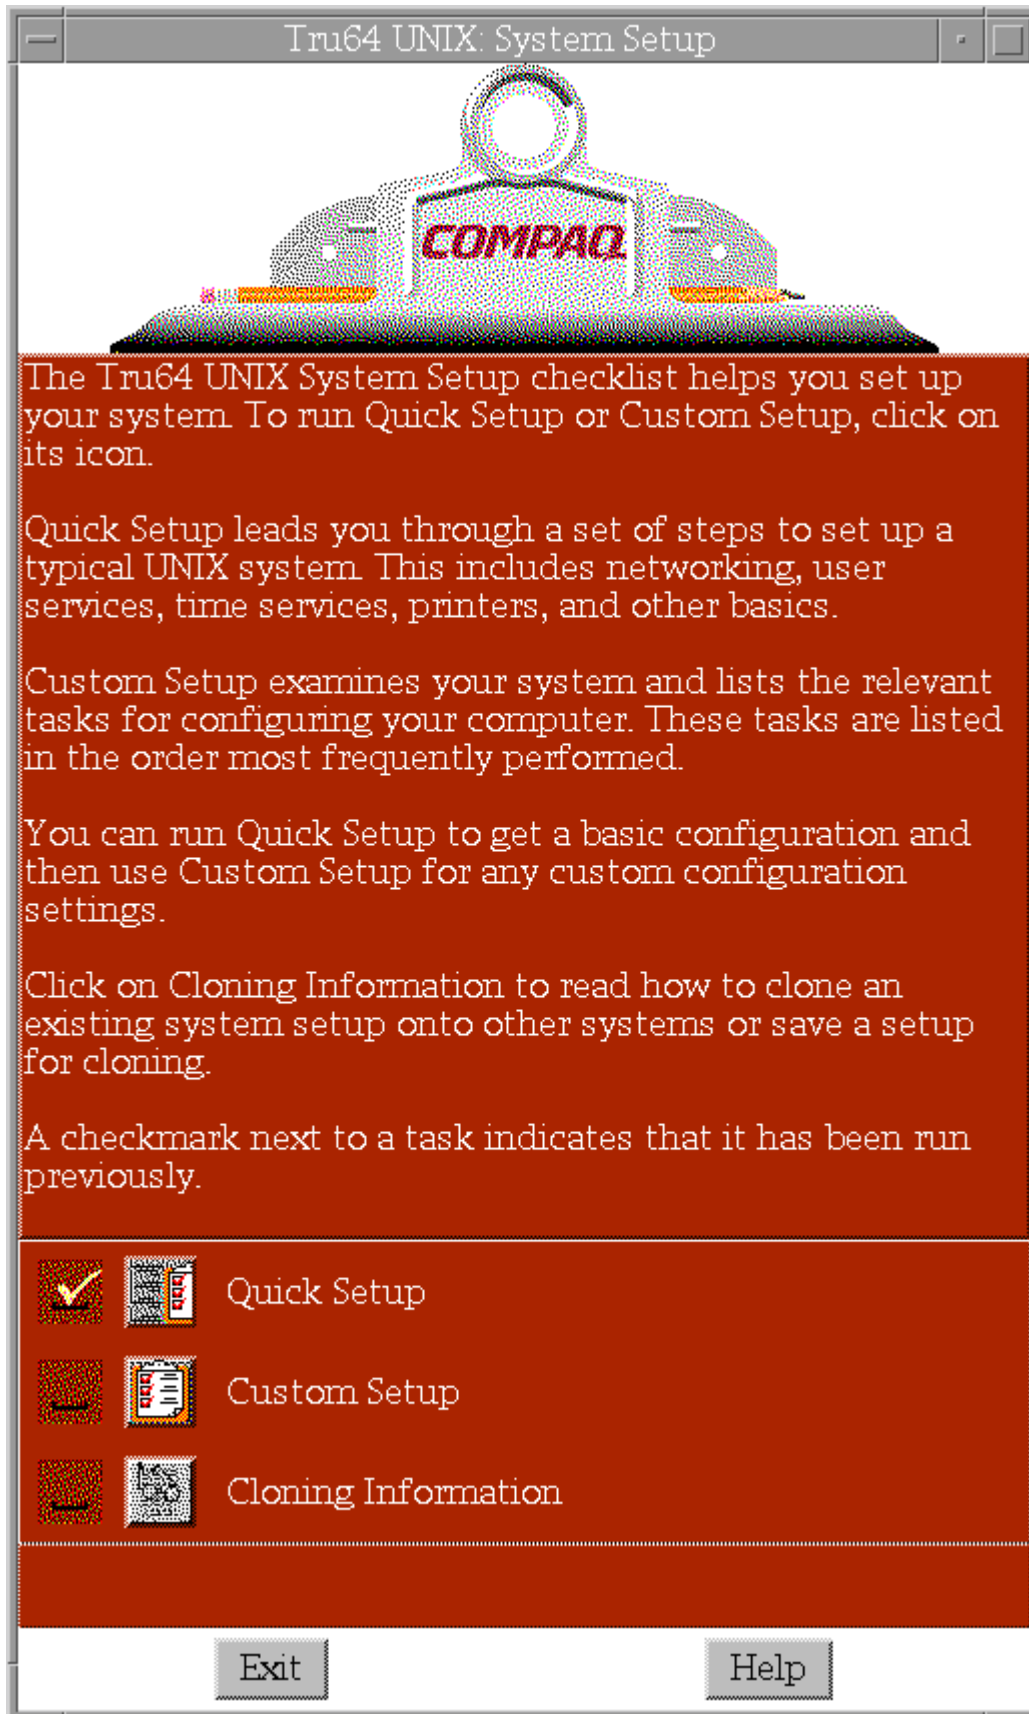 Tru64 UNIX: System Setup
COMPAQ
The Tru64 UNIX System Setup checklist helps you set up
your system. To run Quick Setup or Custom Setup, click on
its icon.
Quick Setup leads you through a set of steps to set up a
typical UNIX system. This includes networking, user
services, time services, printers, and other basics.
Custom Setup examines your system and lists the relevant
tasks for configuring your computer. These tasks are listed
in the order most frequently performed.
You can run Quick Setup to get a basic configuration and
then use Custom Setup for any custom configuration
settings.
Click on Cloning Information to read how to clone an
existing system setup onto other systems or save a setup
for cloning.
A checkmark next to a task indicates that it has been run
previously.
Quick Setup
Custom Setup
Cloning Information
Exit
Help